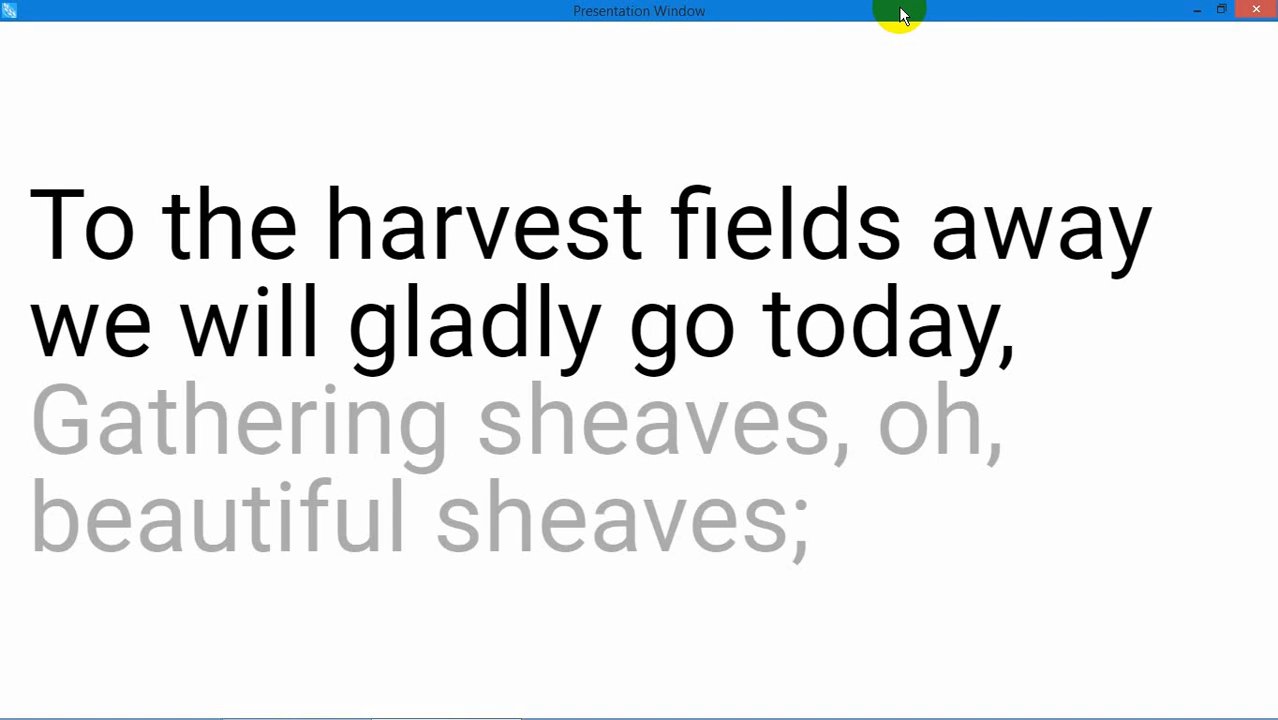 Presentation Window
To the harvest fields away
we will gladly go today,
Gathering sheaves, oh,
beautiful sheaves;